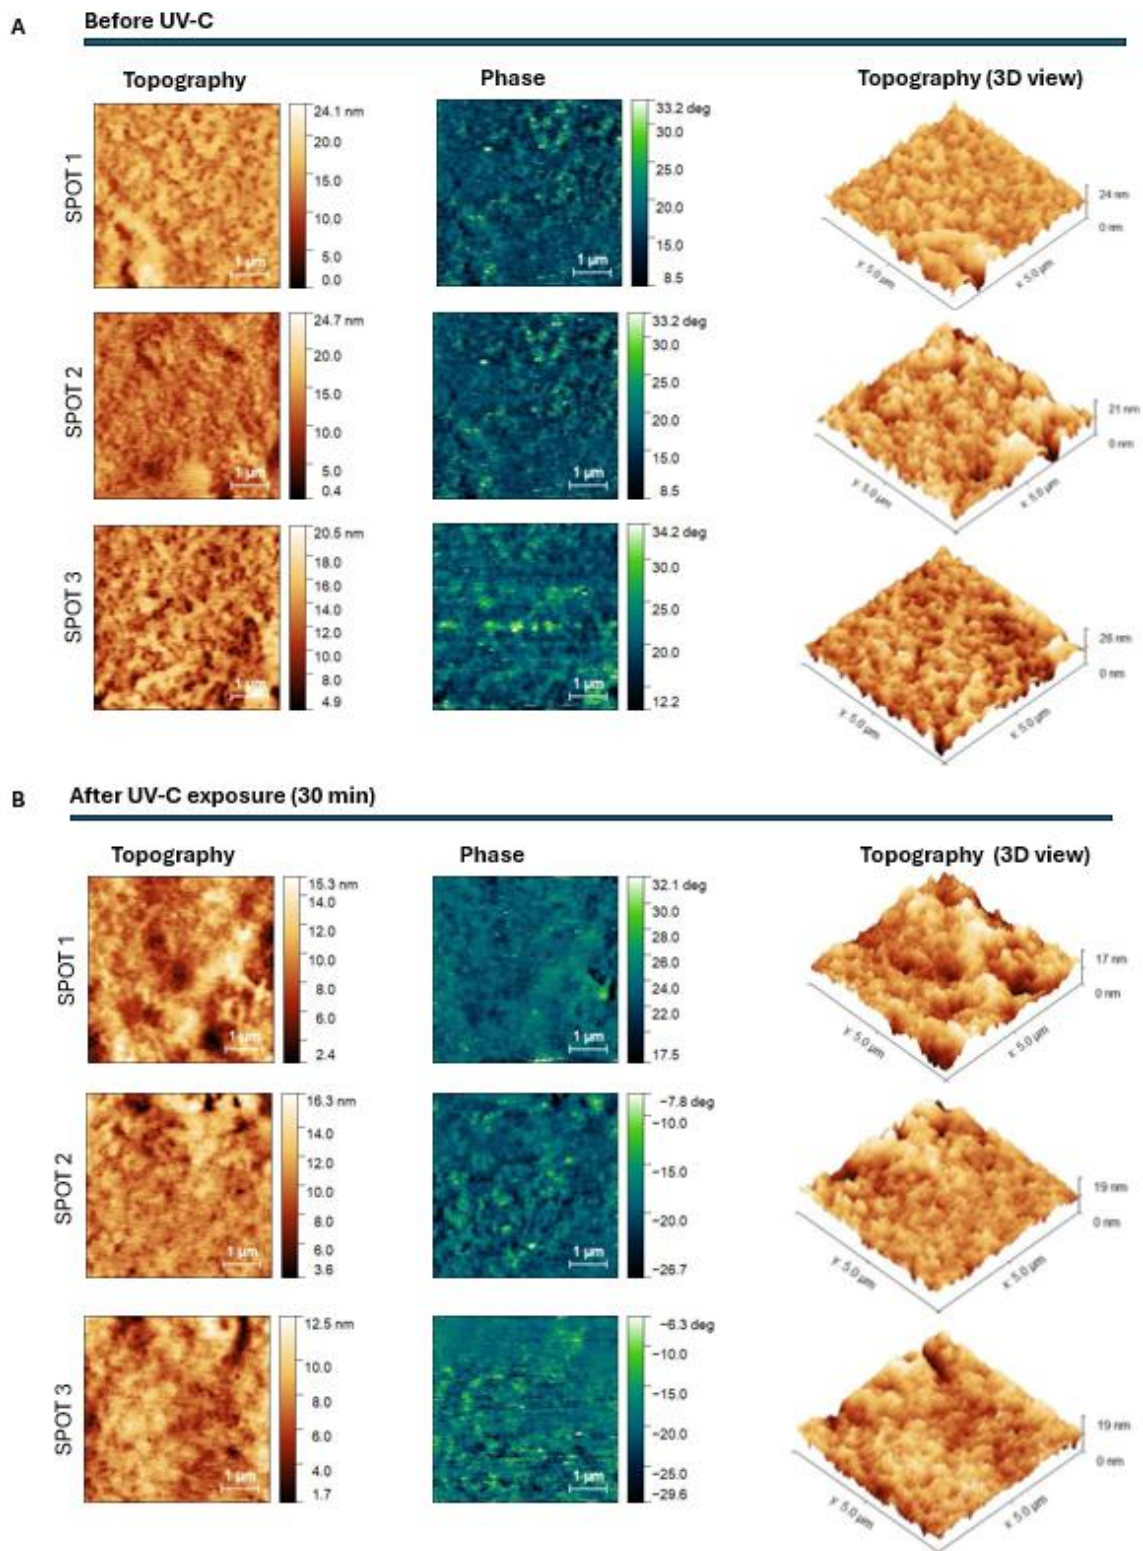 A
Before UV-C
Topography
Phase
Topography (3D view)
SPOT 1
24.1 nm
20.0
15.0
10.0
5.0
0.0
1 µm
33.2 deg
30.0
25.0
20.0
15.0
8.5
1 µm
24 nm
0 nm
y: 5.0 µm
x: 5.0 µm
SPOT 2
24.7 nm
20.0
15.0
10.0
5.0
0.4
1 µm
33.2 deg
30.0
25.0
20.0
15.0
8.5
1 µm
21 nm
0 nm
y: 5.0 µm
x: 5.0 µm
SPOT 3
20.5 nm
18.0
16.0
14.0
12.0
10.0
8.0
4.9
1 µm
34.2 deg
30.0
25.0
20.0
12.2
1 µm
26 nm
0 nm
y: 5.0 µm
x: 5.0 µm
B
After UV-C exposure (30 min)
Topography
Phase
Topography (3D view)
SPOT 1
15.3 nm
14.0
12.0
10.0
8.0
6.0
2.4
1 µm
32.1 deg
30.0
28.0
26.0
24.0
22.0
17.5
1 µm
17 nm
0 nm
y: 5.0 µm
x: 5.0 µm
SPOT 2
16.3 nm
14.0
12.0
10.0
8.0
6.0
3.6
1 µm
−7.8 deg
−10.0
−15.0
−20.0
−26.7
1 µm
19 nm
0 nm
y: 5.0 µm
x: 5.0 µm
SPOT 3
12.5 nm
10.0
8.0
6.0
4.0
1.7
1 µm
−6.3 deg
−10.0
−15.0
−20.0
−25.0
−29.6
1 µm
19 nm
0 nm
y: 5.0 µm
x: 5.0 µm